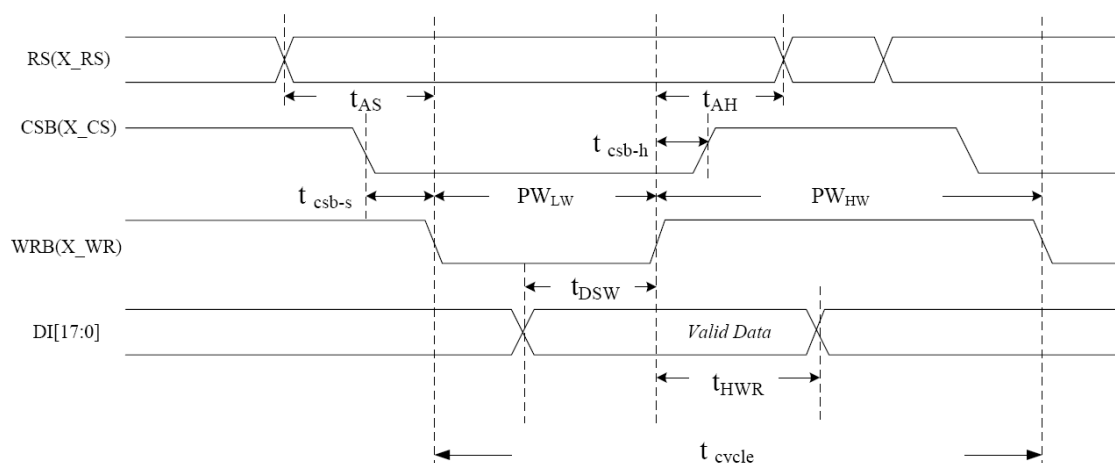 RS(X_RS)
tAS
tAH
CSB(X_CS)
t csb-h
t csb-s
PWLW
PWHW
WRB(X_WR)
tDSW
DI[17:0]
Valid Data
tHWR
t cycle